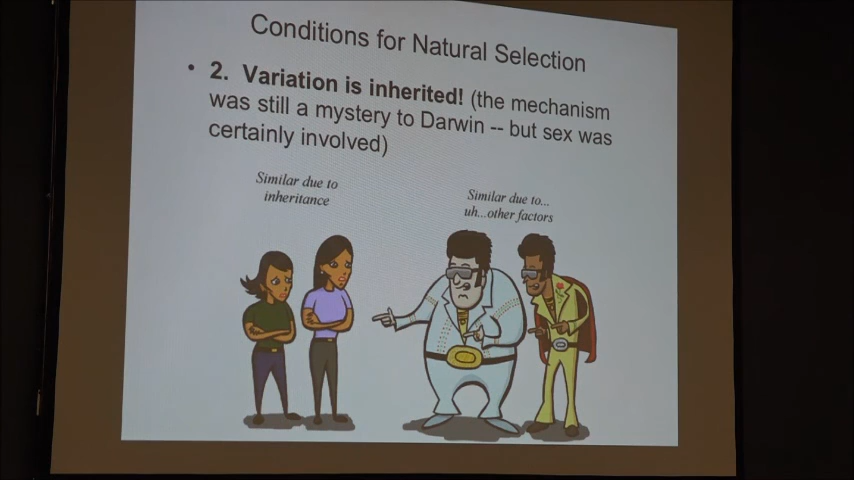 Conditions for Natural Selection
• 2. Variation is inherited! (the mechanism
was still a mystery to Darwin -- but sex was
certainly involved)
Similar due to
inheritance
Similar due to...
uh...other factors